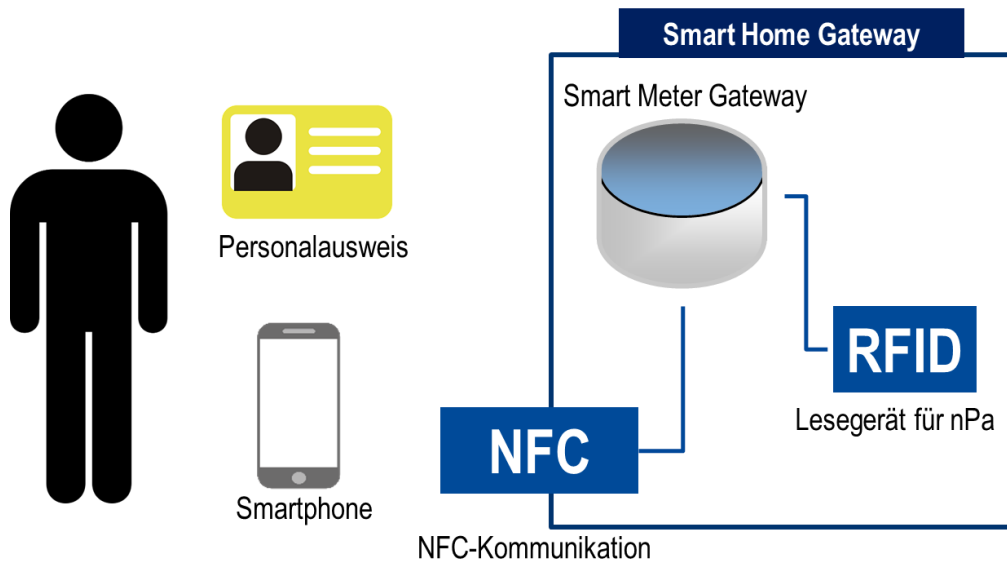 Smart Home Gateway
Smart Meter Gateway
Personalausweis
RFID
Lesegerät für nPa
NFC
Smartphone
NFC-Kommunikation